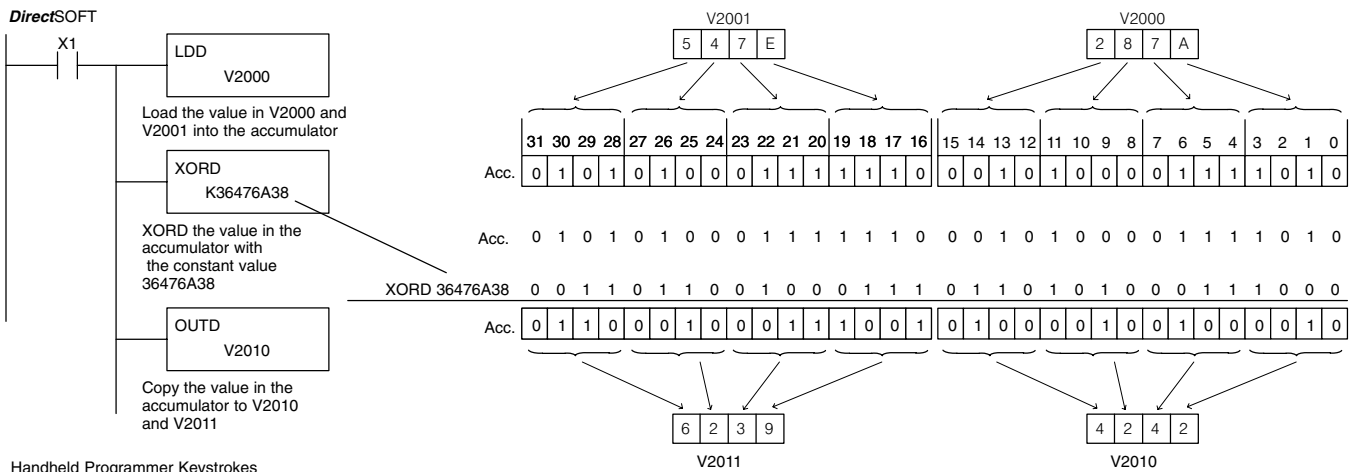 DirectSOFT
X1
LDD
V2000
Load the value in V2000 and
V2001 into the accumulator
XORD
K36476A38
XORD the value in the
accumulator with
the constant value
36476A38
OUTD
V2010
Copy the value in the
accumulator to V2010
and V2011
V2001
5 4 7 E
V2000
2 8 7 A
31 30 29 28 27 26 25 24 23 22 21 20 19 18 17 16 15 14 13 12 11 10 9 8 7 6 5 4 3 2 1 0
Acc. 0 1 0 1 0 1 0 0 0 1 1 1 1 1 1 0 0 0 1 0 1 0 0 0 0 1 1 1 1 0 1 0
Acc. 0 1 0 1 0 1 0 0 0 1 1 1 1 1 1 0 0 0 1 0 1 0 0 0 0 1 1 1 1 0 1 0
XORD 36476A38 0 0 1 1 0 1 1 0 0 1 0 0 0 1 1 1 0 1 1 0 1 0 1 0 0 0 1 1 1 0 0 0
Acc. 0 1 1 0 0 0 1 0 0 0 1 1 1 0 0 1 0 1 0 0 0 0 1 0 0 1 0 0 0 0 1 0
6 2 3 9
V2011
4 2 4 2
V2010
Handheld Programmer Keystrokes